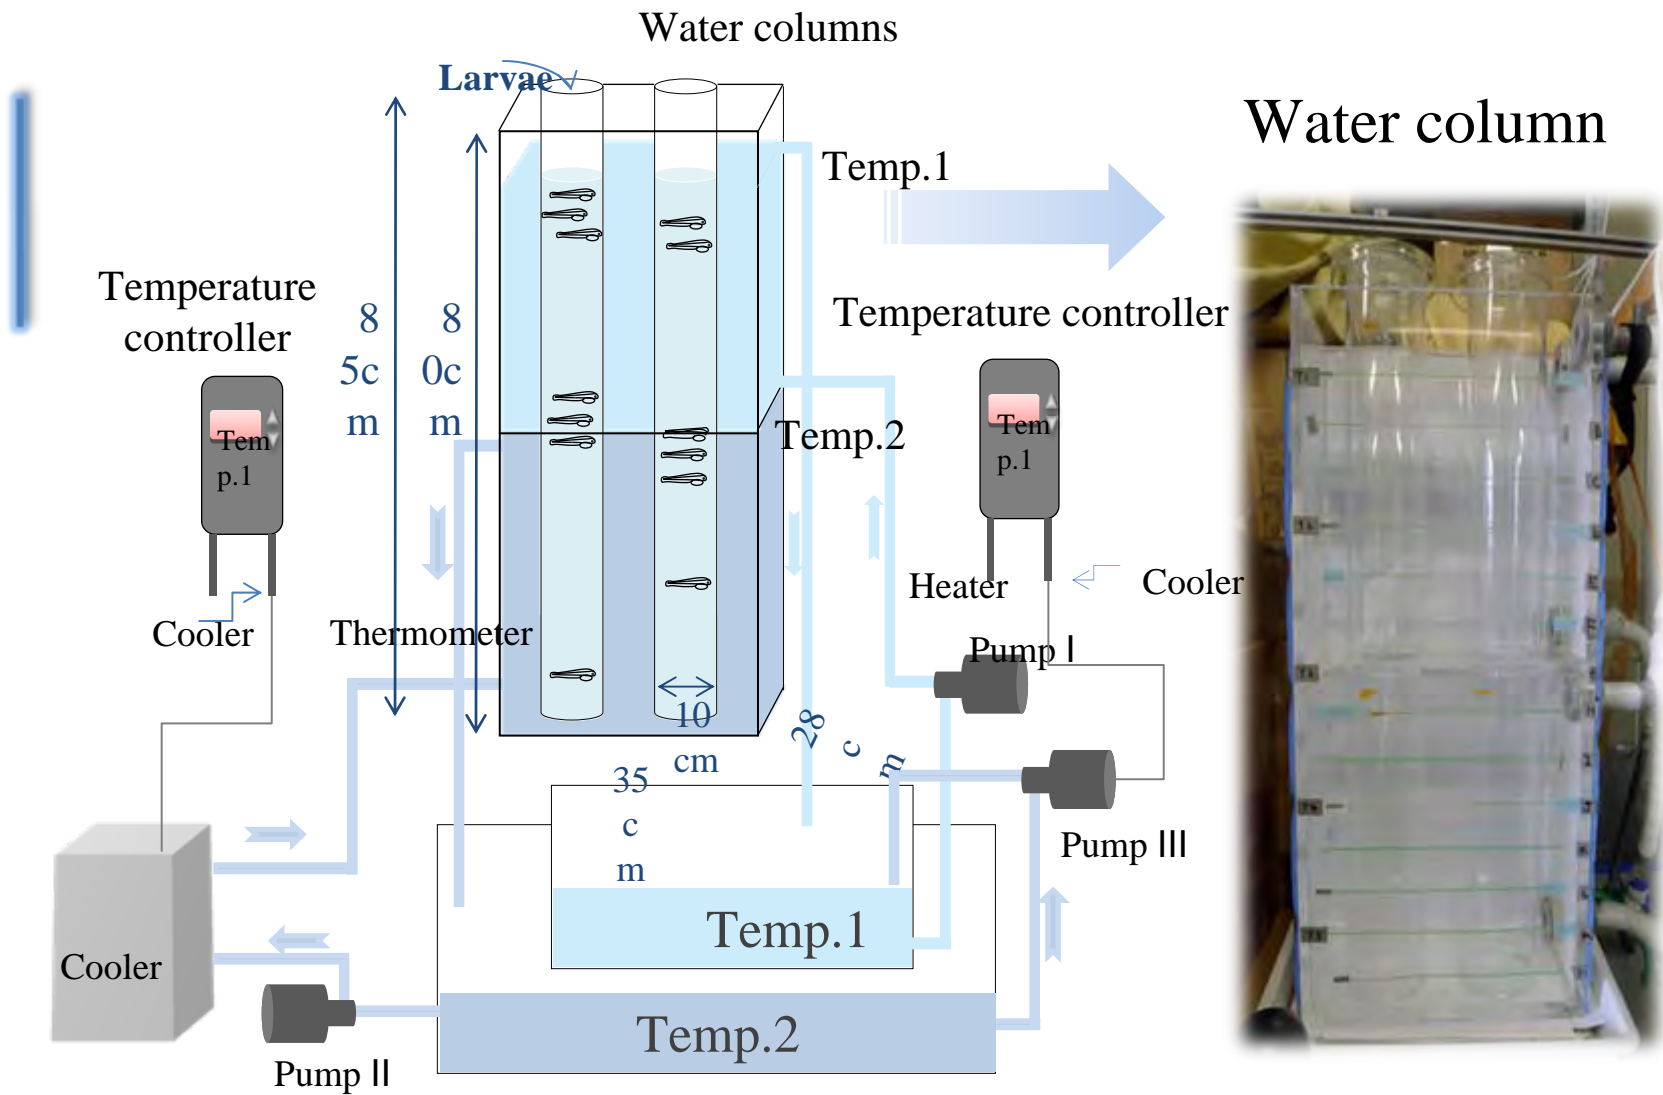 Water columns
Larvae
Water column
Temp.1
Temperature
controller
8
5c
m
8
0c
m
Temperature controller
Tem
p.1
Temp.2
Tem
p.1
Heater
Cooler
Cooler
Thermometer
Pump I
10
cm
28
c
m
35
c
m
Pump III
Temp.1
Cooler
Temp.2
Pump II